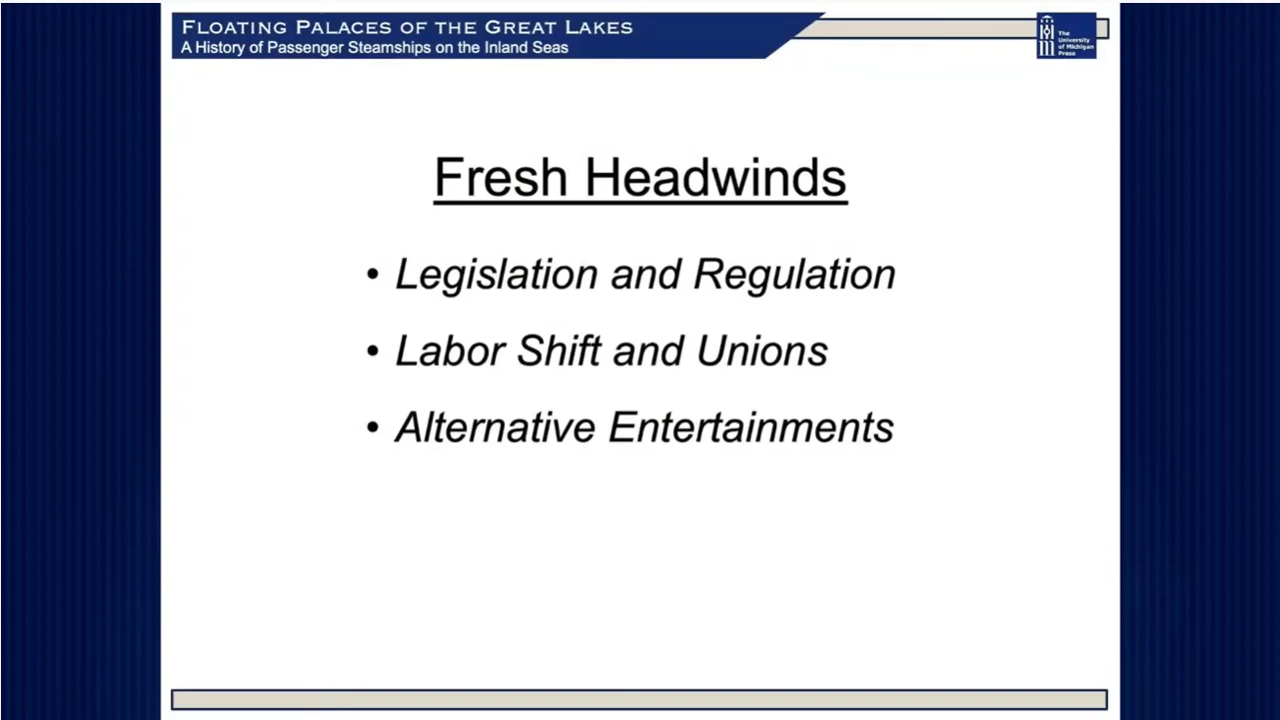 FLOATING PALACES OF THE GREAT LAKES
A History of Passenger Steamships on the Inland Seas
The
University
of Michigan
Press
Fresh Headwinds
• Legislation and Regulation
• Labor Shift and Unions
• Alternative Entertainments